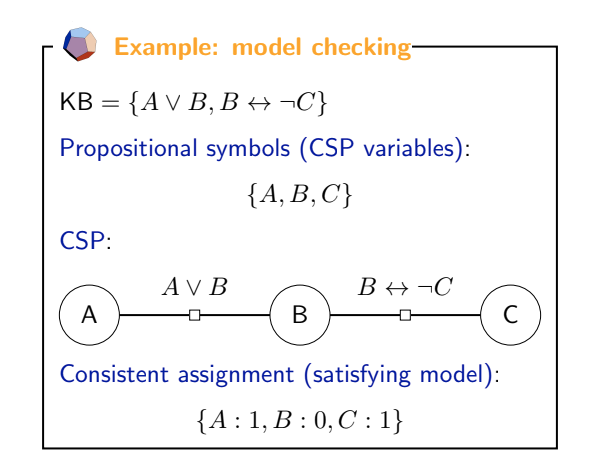 Example: model checking
KB = {A ∨ B, B ↔ ¬C}
Propositional symbols (CSP variables):
{A, B, C}
CSP:
A ∨ B B ↔ ¬C
A B C
Consistent assignment (satisfying model):
{A : 1, B : 0, C : 1}